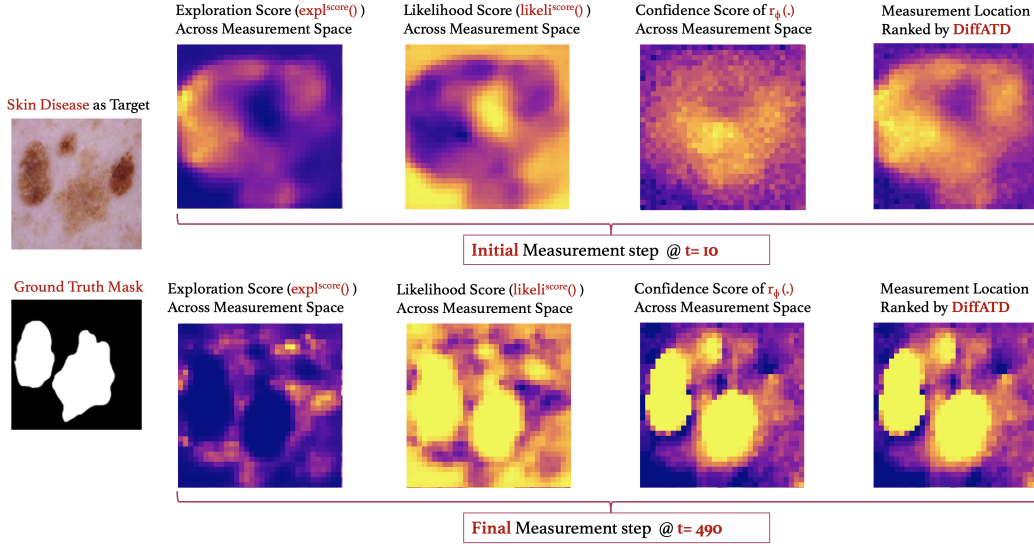 Exploration Score (expl^score() )
Across Measurement Space
Likelihood Score (likeli^score() )
Across Measurement Space
Confidence Score of r_ϕ(.)
Across Measurement Space
Measurement Location
Ranked by DiffATD
Skin Disease as Target
Initial Measurement step @ t= 10
Ground Truth Mask
Exploration Score (expl^score() )
Across Measurement Space
Likelihood Score (likeli^score() )
Across Measurement Space
Confidence Score of r_ϕ(.)
Across Measurement Space
Measurement Location
Ranked by DiffATD
Final Measurement step @ t= 490